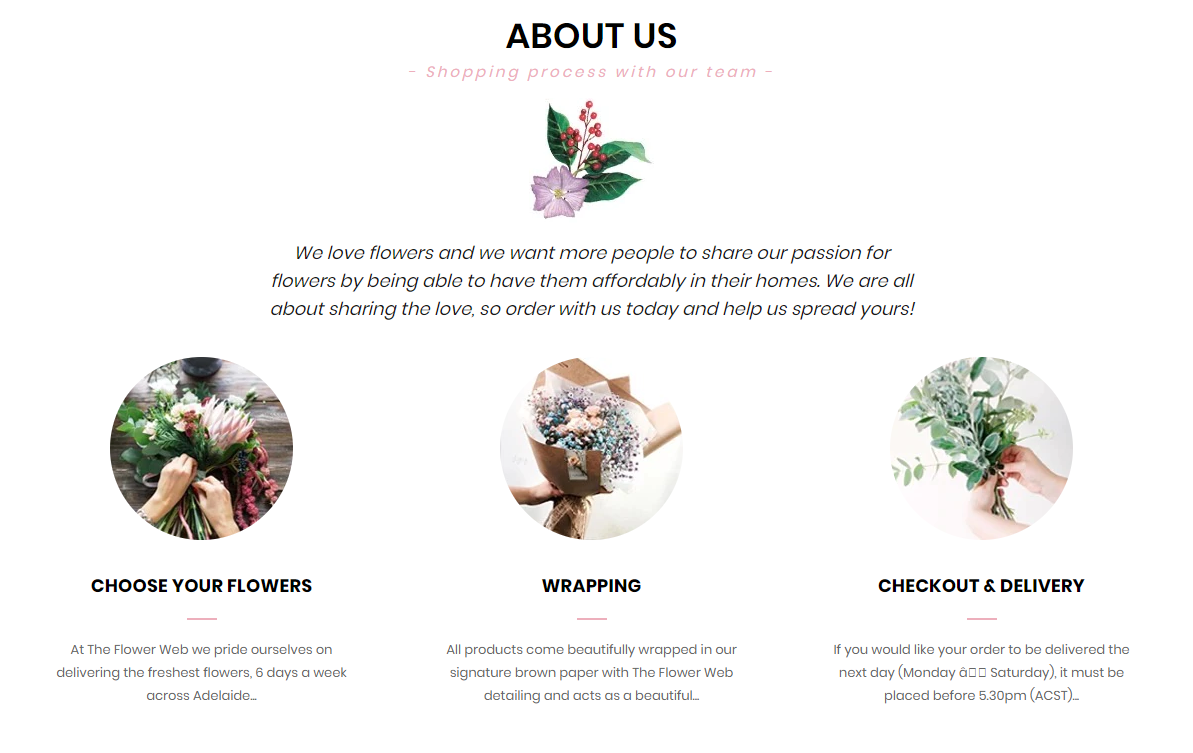 ABOUT US
- Shopping process with our team -
We love flowers and we want more people to share our passion for
flowers by being able to have them affordably in their homes. We are all
about sharing the love, so order with us today and help us spread yours!
CHOOSE YOUR FLOWERS
At The Flower Web we pride ourselves on
delivering the freshest flowers, 6 days a week
across Adelaide...
WRAPPING
All products come beautifully wrapped in our
signature brown paper with The Flower Web
detailing and acts as a beautiful...
CHECKOUT & DELIVERY
If you would like your order to be delivered the
next day (Monday â□□ Saturday), it must be
placed before 5.30pm (ACST)...